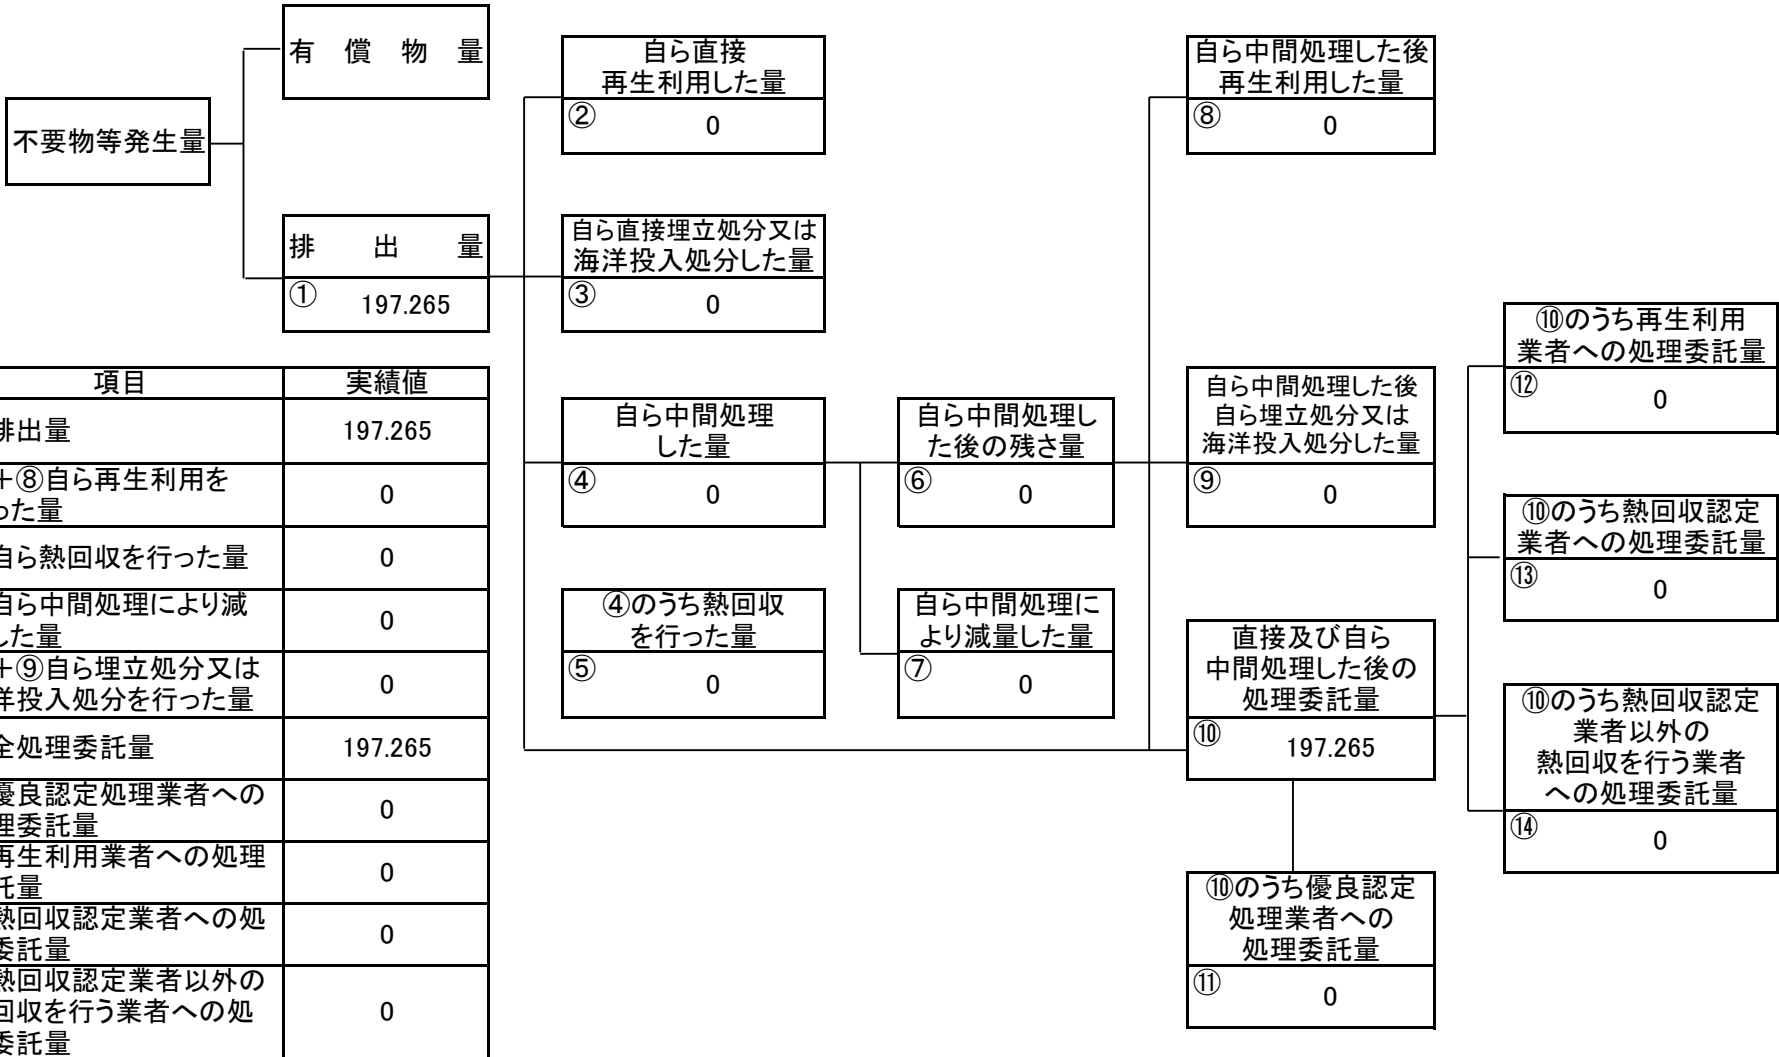 有償物量
不要物等発生量
排出量
① 197.265
自ら直接
再生利用した量
② 0
自ら直接埋立処分又は
海洋投入処分した量
③ 0
自ら中間処理
した量
④ 0
④のうち熱回収
を行った量
⑤ 0
自ら中間処理し
た後の残さ量
⑥ 0
自ら中間処理に
より減量した量
⑦ 0
自ら中間処理した後
再生利用した量
⑧ 0
自ら中間処理した後
自ら埋立処分又は
海洋投入処分した量
⑨ 0
直接及び自ら
中間処理した後の
処理委託量
⑩ 197.265
⑩のうち優良認定
処理業者への
処理委託量
⑪ 0
⑩のうち再生利用
業者への処理委託量
⑫ 0
⑩のうち熱回収認定
業者への処理委託量
⑬ 0
⑩のうち熱回収認定
業者以外の
熱回収を行う業者
への処理委託量
⑭ 0
項目 実績値
排出量 197.265
+⑧自ら再生利用を
った量 0
自ら熱回収を行った量 0
自ら中間処理により減
した量 0
+⑨自ら埋立処分又は
洋投入処分を行った量 0
全処理委託量 197.265
優良認定処理業者への
理委託量 0
再生利用業者への処理
託量 0
熱回収認定業者への処
委託量 0
熱回収認定業者以外の
回収を行う業者への処
委託量 0